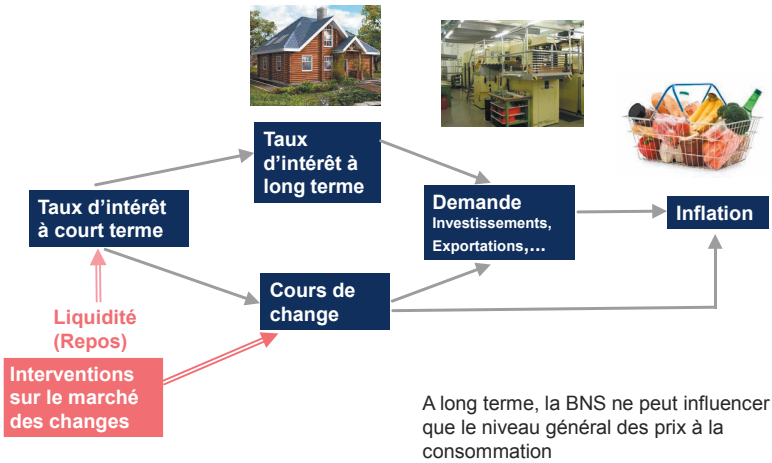 Taux
d'intérêt à
long terme
Taux d'intérêt
à court terme
Demande
Investissements,
Exportations,...
Inflation
Cours de
change
Liquidité
(Repos)
Interventions
sur le marché
des changes
A long terme, la BNS ne peut influencer
que le niveau général des prix à la
consommation